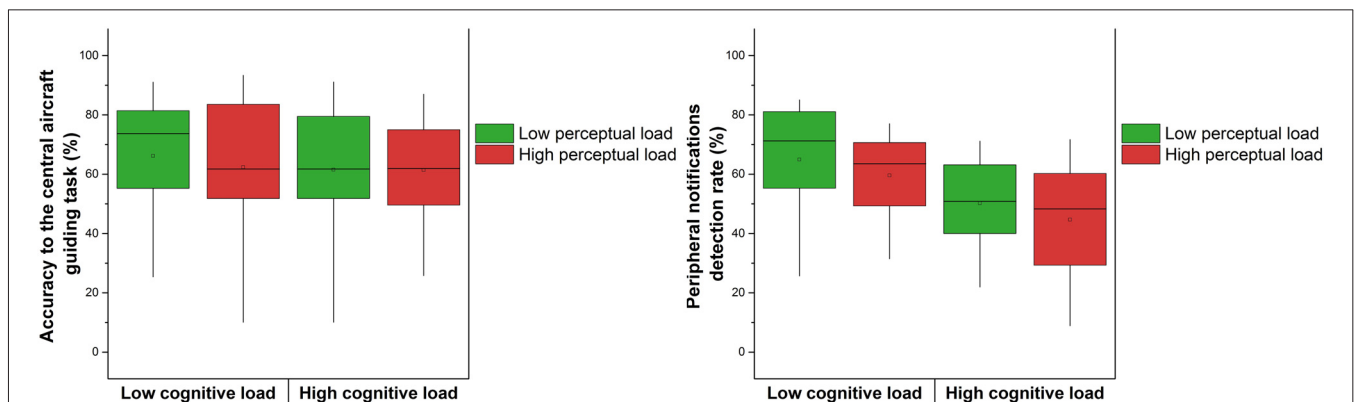 Accuracy to the central aircraft
guiding task (%)
100
80
60
40
20
0
Low cognitive load
High cognitive load
Low perceptual load
High perceptual load
Peripheral notifications
detection rate (%)
100
80
60
40
20
0
Low cognitive load
High cognitive load
Low perceptual load
High perceptual load